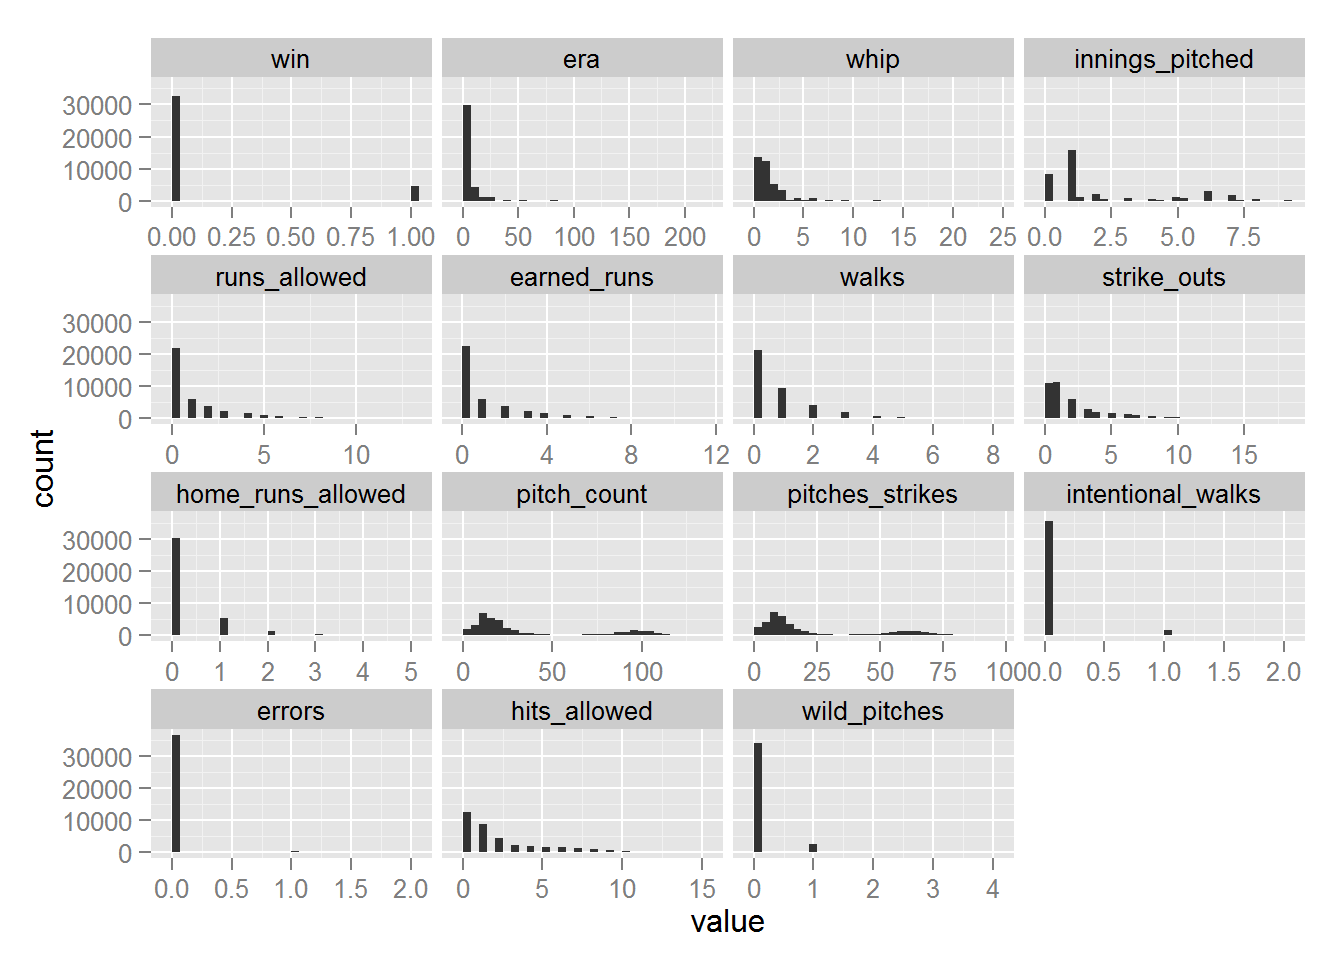 win era whip innings_pitched
30000
20000
10000
0
0.00 0.25 0.50 0.75 1.00 0 50 100 150 200 0 5 10 15 20 25 0.0 2.5 5.0 7.5
runs_allowed earned_runs walks strike_outs
30000
20000
10000
0
0 5 10 0 4 8 12 0 2 4 6 8 0 5 10 15
count
home_runs_allowed pitch_count pitches_strikes intentional_walks
30000
20000
10000
0
0 1 2 3 4 5 0 50 100 0 25 50 75 100 0.0 0.5 1.0 1.5 2.0
errors hits_allowed wild_pitches
30000
20000
10000
0
0.0 0.5 1.0 1.5 2.0 0 5 10 15 0 1 2 3 4
value